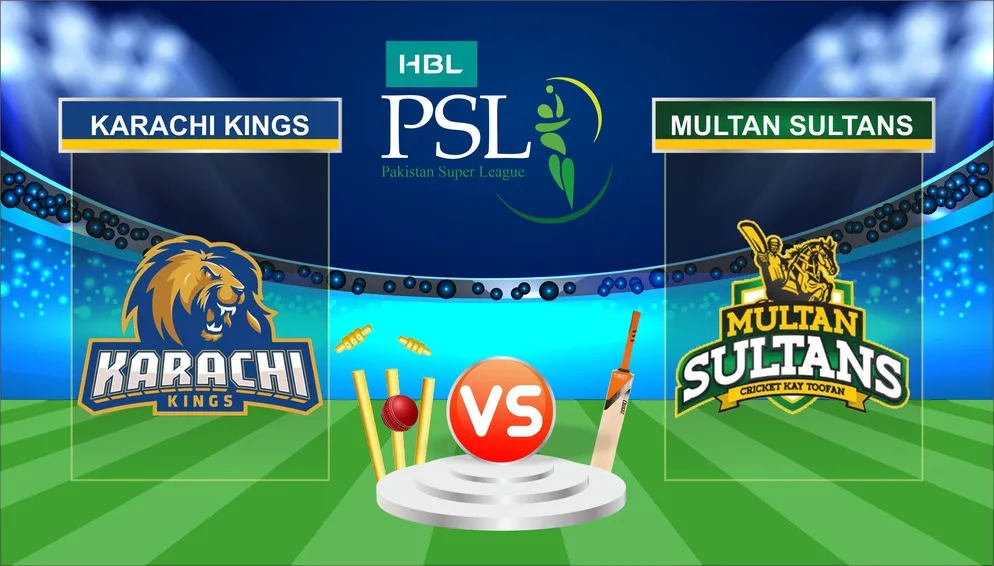 HBL
PSL
Pakistan Super League
KARACHI KINGS
MULTAN SULTANS
KARACHI
KINGS
MULTAN
SULTANS
CRICKET KAY TOOFAN
VS